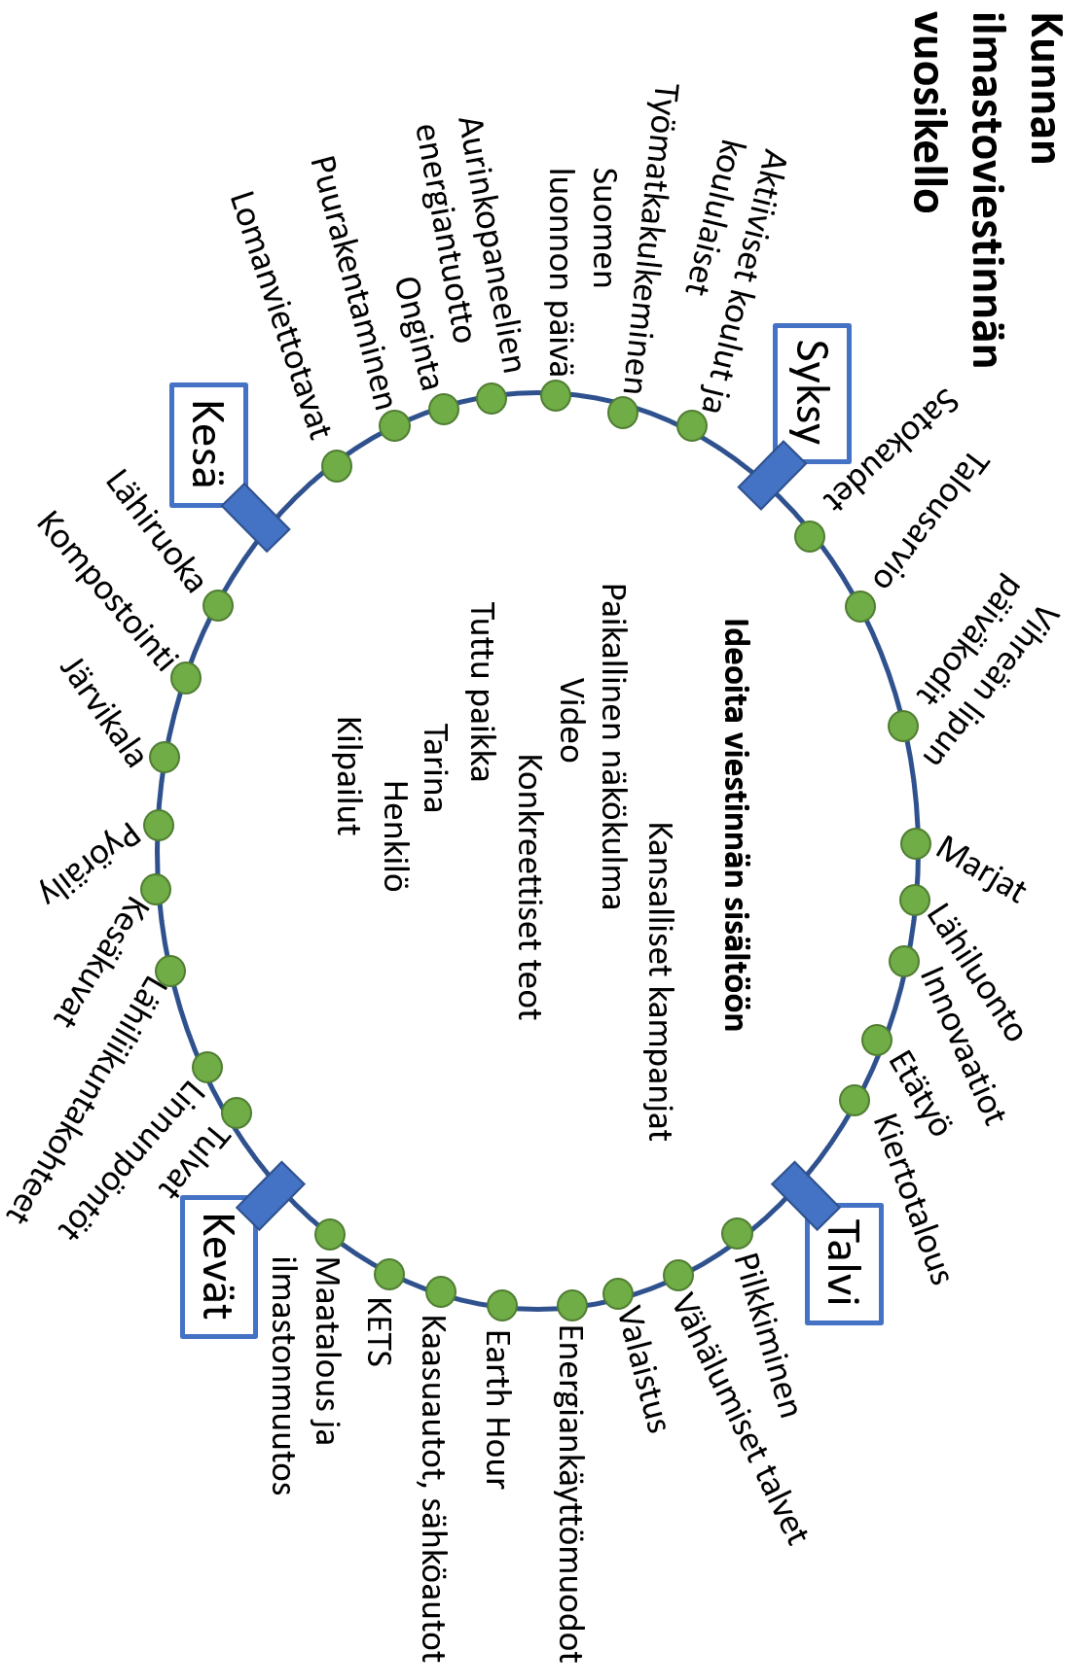 Kunnan
ilmastoviestinnän
vuosikello
Syksy
Satokaudet
Talousarvio
Vihreän lipun
päiväkodit
Marjat
Lähiluonto
Innovaatiot
Etätyö
Kiertotalous
Talvi
Pilkkiminen
Vähälumiset talvet
Valaistus
Energiankäyttömuodot
Earth Hour
Kaasuautot, sähköautot
KETS
Maatalous ja
ilmastonmuutos
Kevät
Tulvat
Linnunpöntöt
Lähiliikuntakohteet
Kesäkuvat
Pyöräily
Järvikala
Kompostointi
Lähiruoka
Kesä
Lomanviettotavat
Puurakentaminen
Onginta
Aurinkopaneelien
energiantuotto
Suomen
luonnon päivä
Työmatkakulkeminen
Aktiiviset koulut ja
koululaiset
Ideoita viestinnän sisältöön
Kansalliset kampanjat
Paikallinen näkökulma
Video
Konkreettiset teot
Tuttu paikka
Tarina
Henkilö
Kilpailut